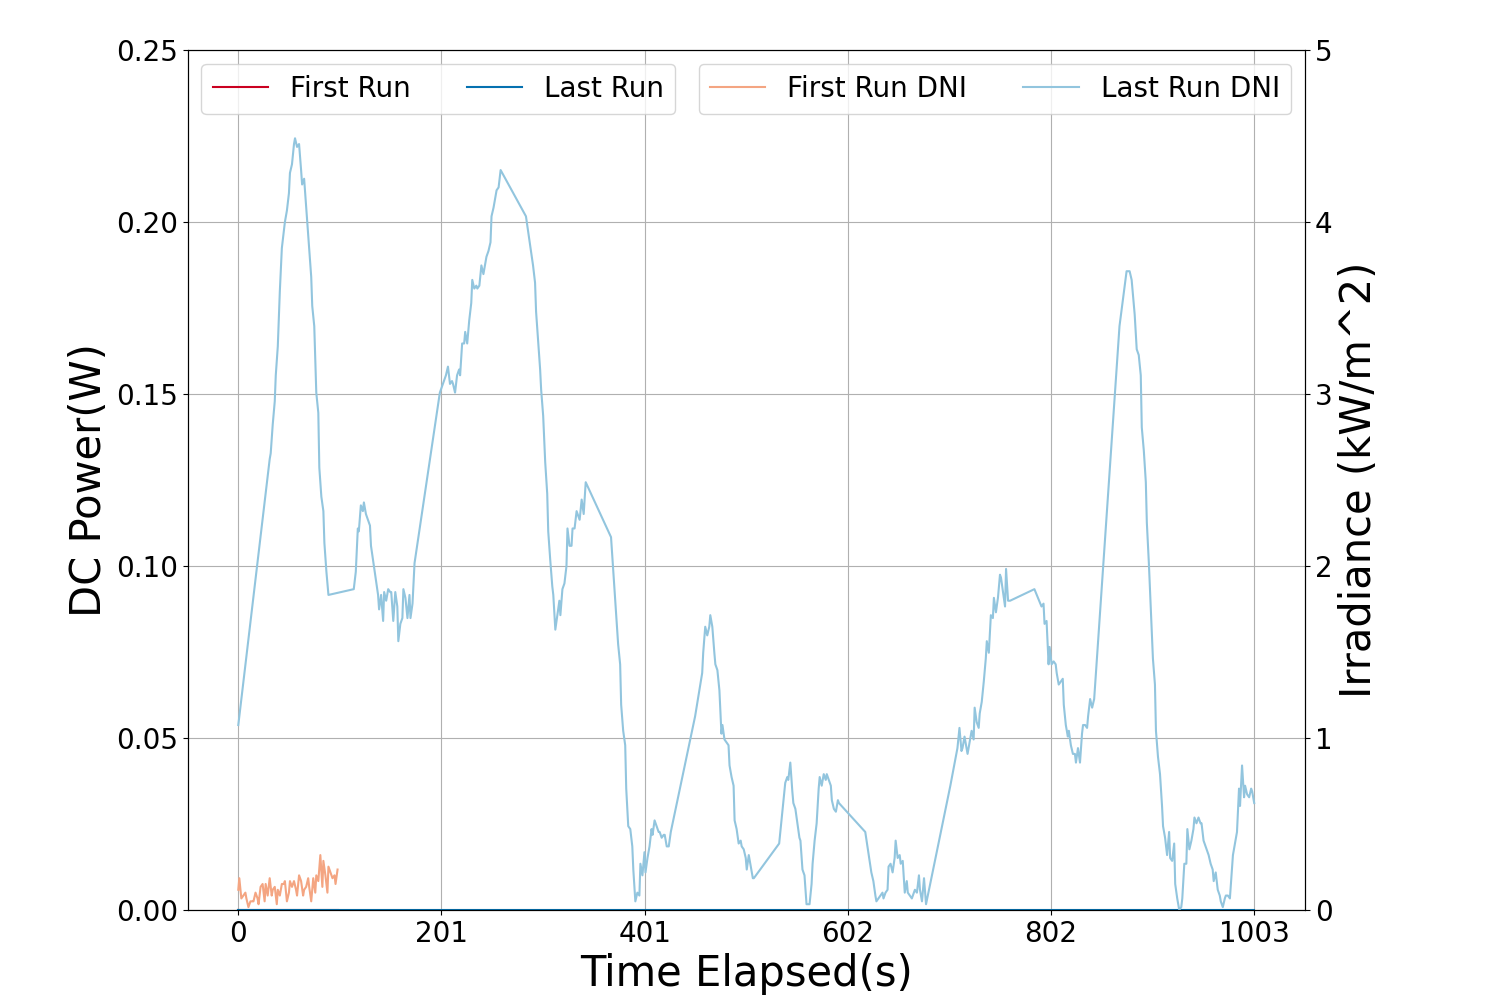 First Run
Last Run
First Run DNI
Last Run DNI
DC Power(W)
0.25
0.20
0.15
0.10
0.05
0.00
5
4
3
2
1
0
Irradiance (kW/m^2)
0 201 401 602 802 1003
Time Elapsed(s)